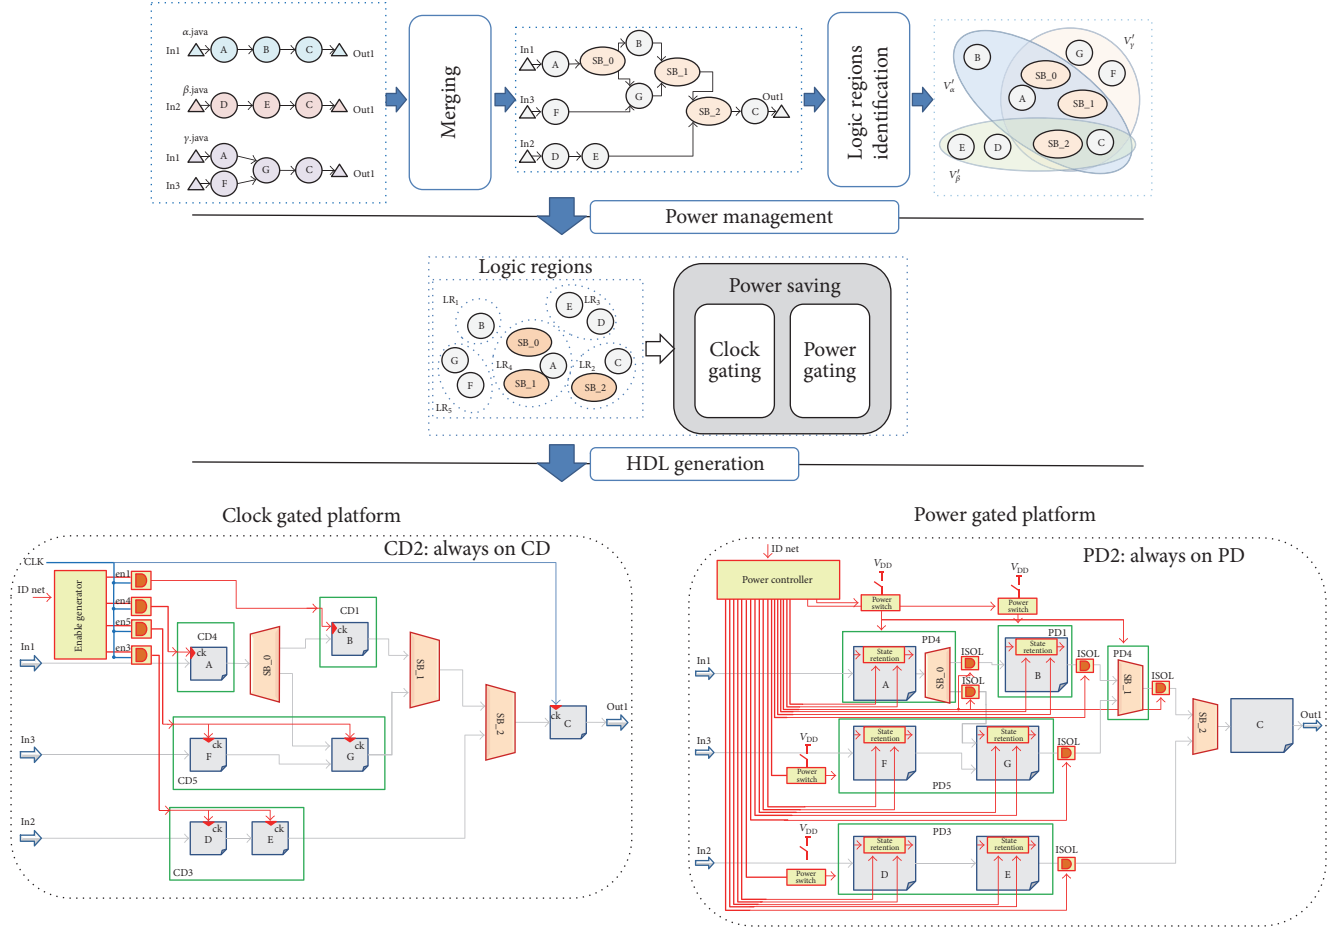 α.java
In1
A
B
C
Out1
β.java
In2
D
E
C
Out1
γ.java
In1
A
G
C
Out1
In3
F
Merging
In1
A
SB_0
B
SB_1
G
In3
F
SB_2
C
Out1
In2
D
E
Logic regions
identification
V′γ
B
G
F
SB_0
V′α
A
SB_1
E
D
SB_2
C
V′β
Power management
Logic regions
LR1
B
E
LR3
D
SB_0
G
A
C
LR4
LR2
F
SB_1
SB_2
LR5
Power saving
Clock
gating
Power
gating
HDL generation
Clock gated platform
CD2: always on CD
CLK
ID net
Enable generator
en1
en4
en5
en3
In1
CD4
ck
A
SB_0
CD1
ck
B
SB_1
SB_2
ck
C
Out1
In3
ck
F
ck
G
CD5
In2
ck
D
ck
E
CD3
Power gated platform
PD2: always on PD
ID net
Power controller
VDD
Power
switch
VDD
Power
switch
In1
PD4
State
retention
A
SB_0
ISOL
ISOL
PD1
State
retention
B
ISOL
PD4
SB_1
ISOL
SB_2
C
Out1
In3
VDD
Power
switch
State
retention
F
State
retention
G
ISOL
PD5
In2
VDD
Power
switch
PD3
State
retention
D
State
retention
E
ISOL